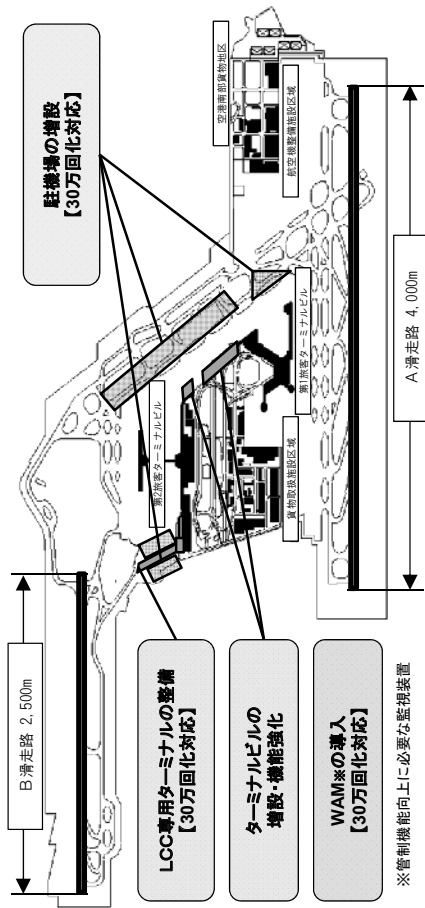 駐機場の増設
【30万回化対応】
空港南部貨物地区
航空機整備施設区域
A滑走路 4,000m
第1旅客ターミナルビル
第2旅客ターミナルビル
貨物取扱施設区域
B滑走路 2,500m
LCC専用ターミナルの整備
【30万回化対応】
ターミナルビルの
増設・機能強化
WAM※の導入
【30万回化対応】
※管制機能向上に必要な監視装置